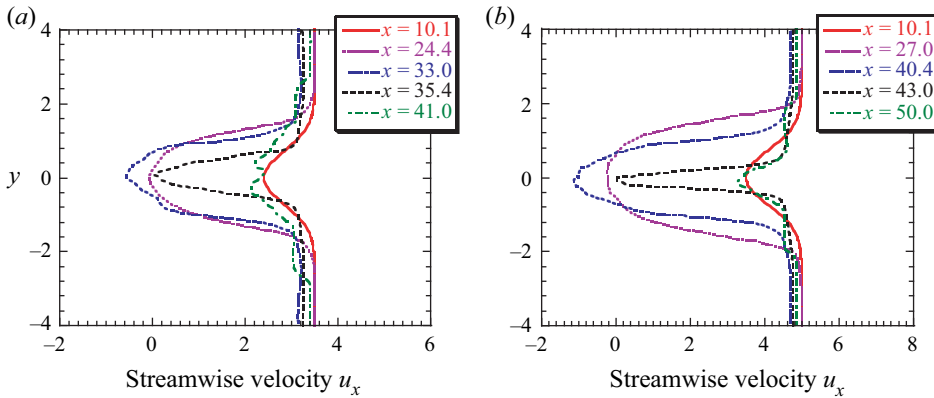 (a)
x = 10.1
x = 24.4
x = 33.0
x = 35.4
x = 41.0
4
2
y
0
−2
−4
−2 0 2 4 6
Streamwise velocity u_x
(b)
x = 10.1
x = 27.0
x = 40.4
x = 43.0
x = 50.0
4
2
0
−2
−4
−2 0 2 4 6 8
Streamwise velocity u_x